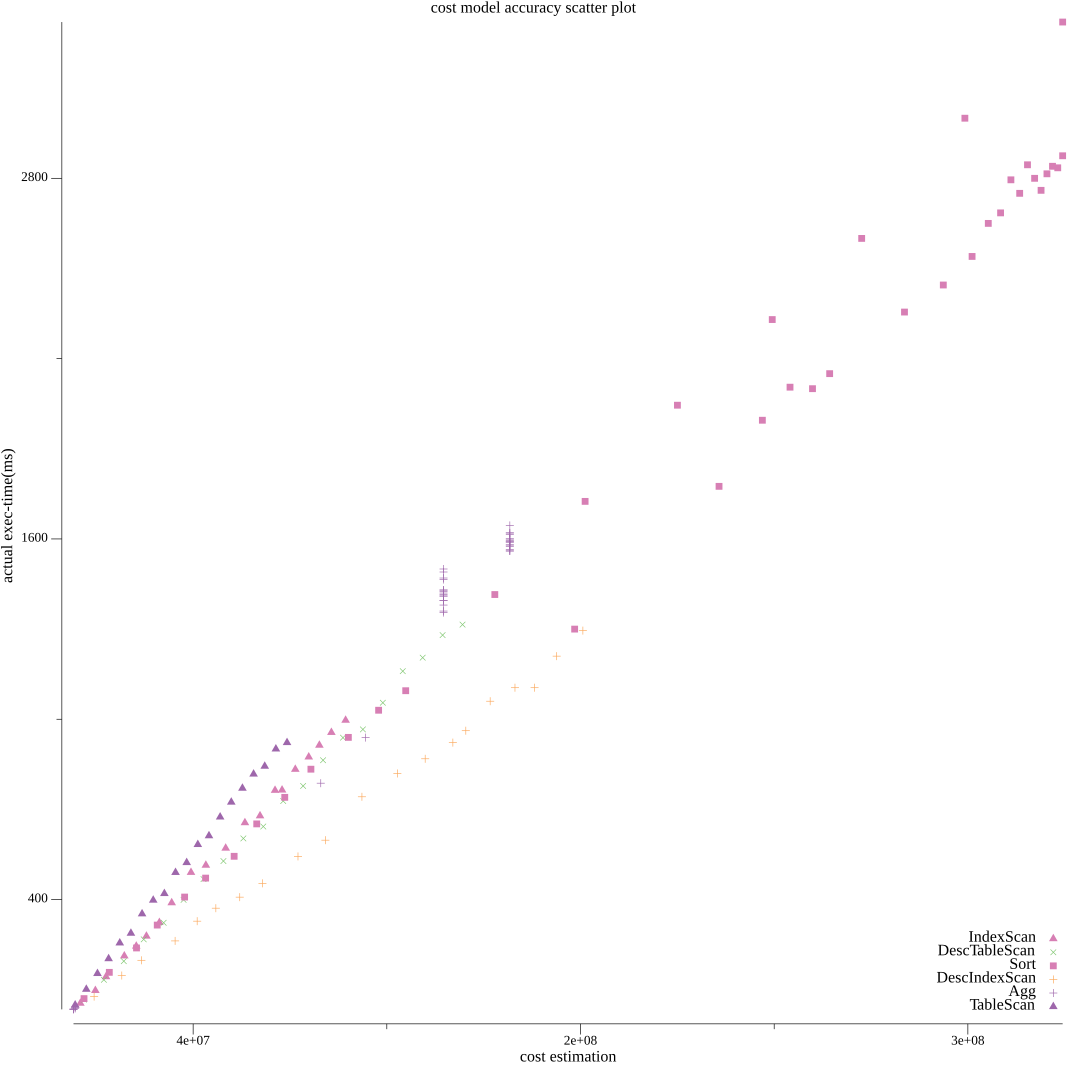 cost model accuracy scatter plot
2800
1600
400
actual exec-time(ms)
IndexScan
DescTableScan
Sort
DescIndexScan
Agg
TableScan
4e+07
2e+08
3e+08
cost estimation